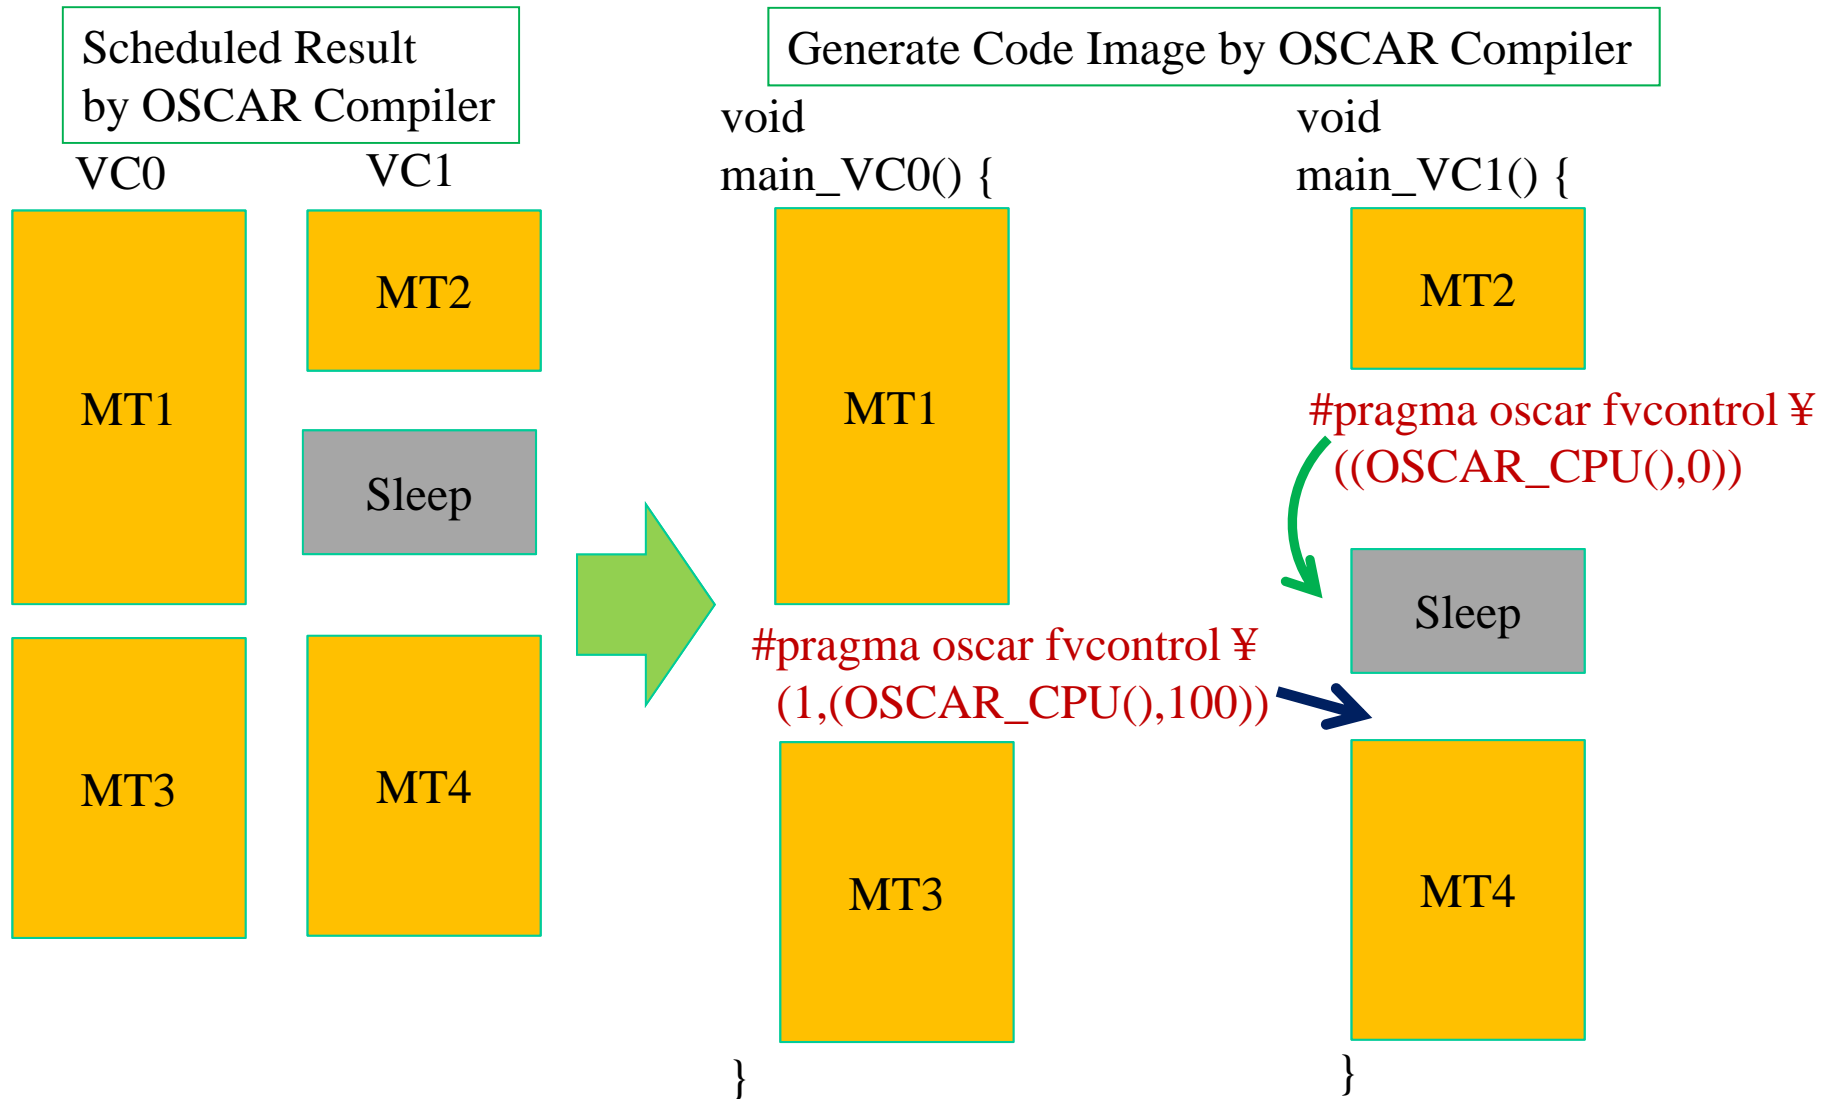 Scheduled Result
by OSCAR Compiler
VC0
VC1
MT1
MT2
Sleep
MT3
MT4
Generate Code Image by OSCAR Compiler
void
main_VC0() {
MT1
#pragma oscar fvcontrol ¥
(1,(OSCAR_CPU(),100))
MT3
}
void
main_VC1() {
MT2
#pragma oscar fvcontrol ¥
((OSCAR_CPU(),0))
Sleep
MT4
}